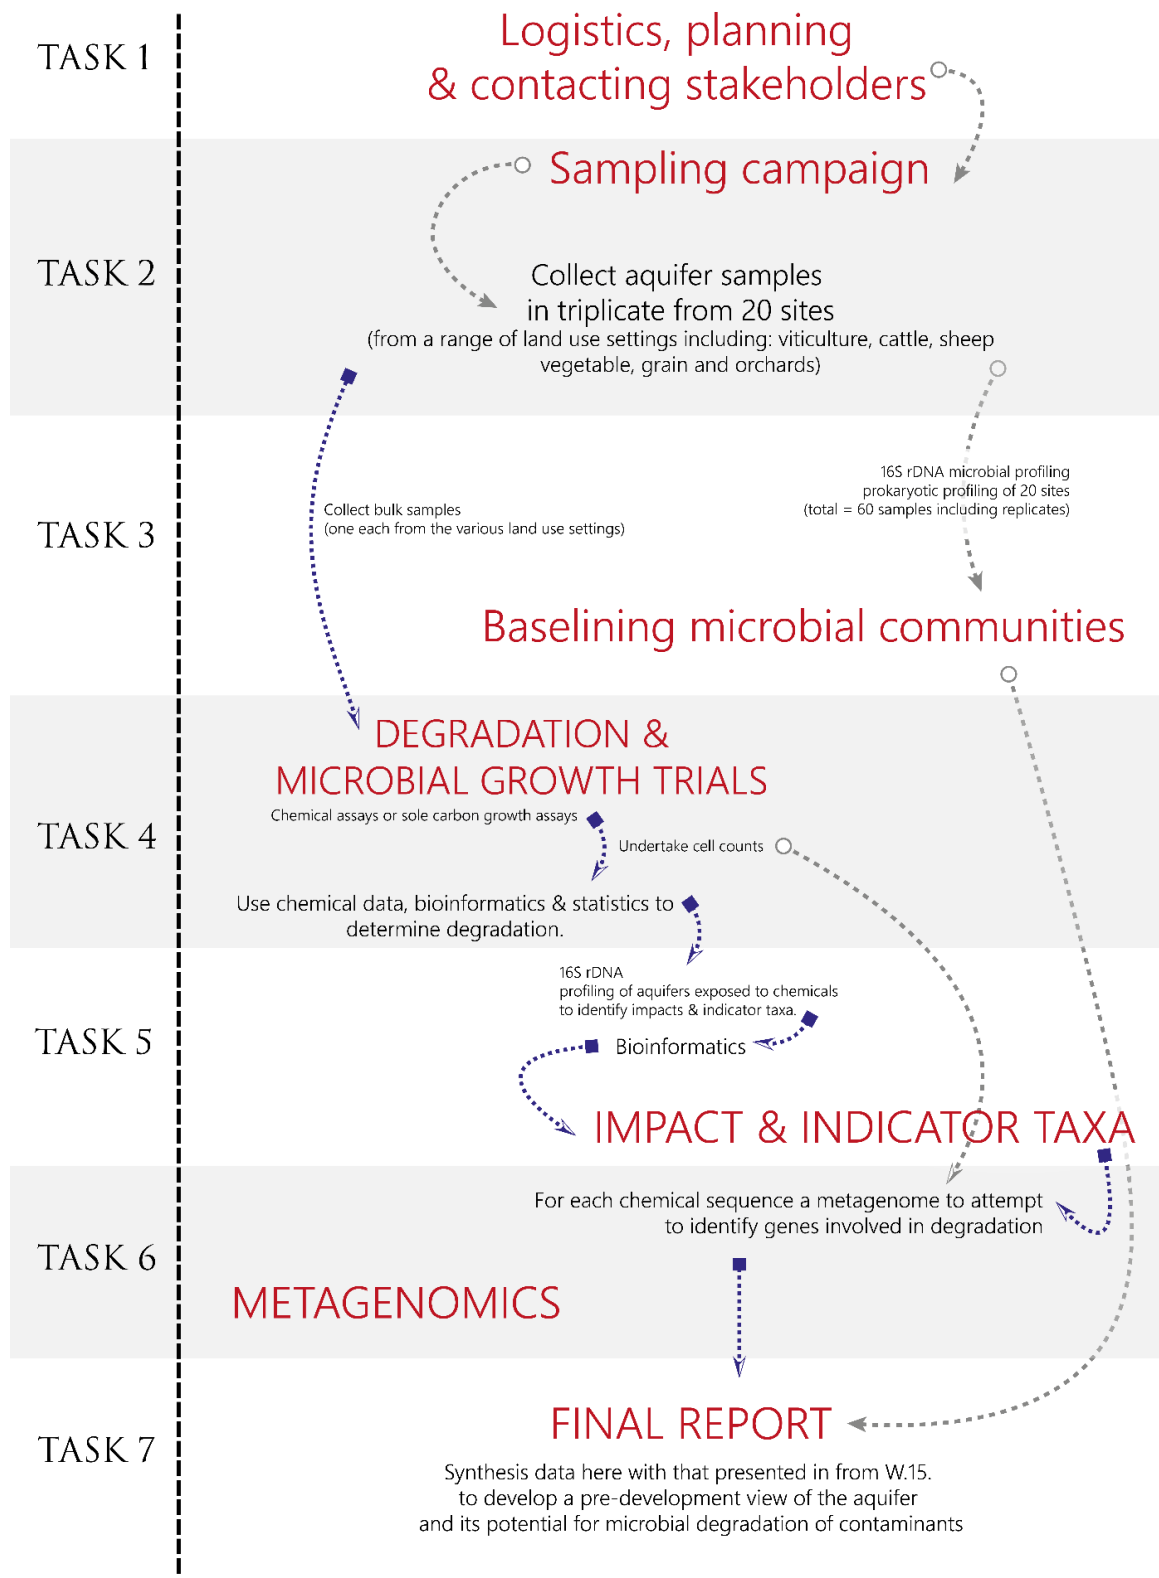 TASK 1
Logistics, planning
& contacting stakeholders
Sampling campaign
TASK 2
Collect aquifer samples
in triplicate from 20 sites
(from a range of land use settings including: viticulture, cattle, sheep
vegetable, grain and orchards)
TASK 3
16S rDNA microbial profiling
prokaryotic profiling of 20 sites
(total = 60 samples including replicates)
Collect bulk samples
(one each from the various land use settings)
Baselining microbial communities
TASK 4
DEGRADATION &
MICROBIAL GROWTH TRIALS
Chemical assays or sole carbon growth assays
Undertake cell counts
Use chemical data, bioinformatics & statistics to
determine degradation.
TASK 5
16S rDNA
profiling of aquifers exposed to chemicals
to identify impacts & indicator taxa.
Bioinformatics
IMPACT & INDICATOR TAXA
TASK 6
For each chemical sequence a metagenome to attempt
to identify genes involved in degradation
METAGENOMICS
TASK 7
FINAL REPORT
Synthesis data here with that presented in from W.15.
to develop a pre-development view of the aquifer
and its potential for microbial degradation of contaminants